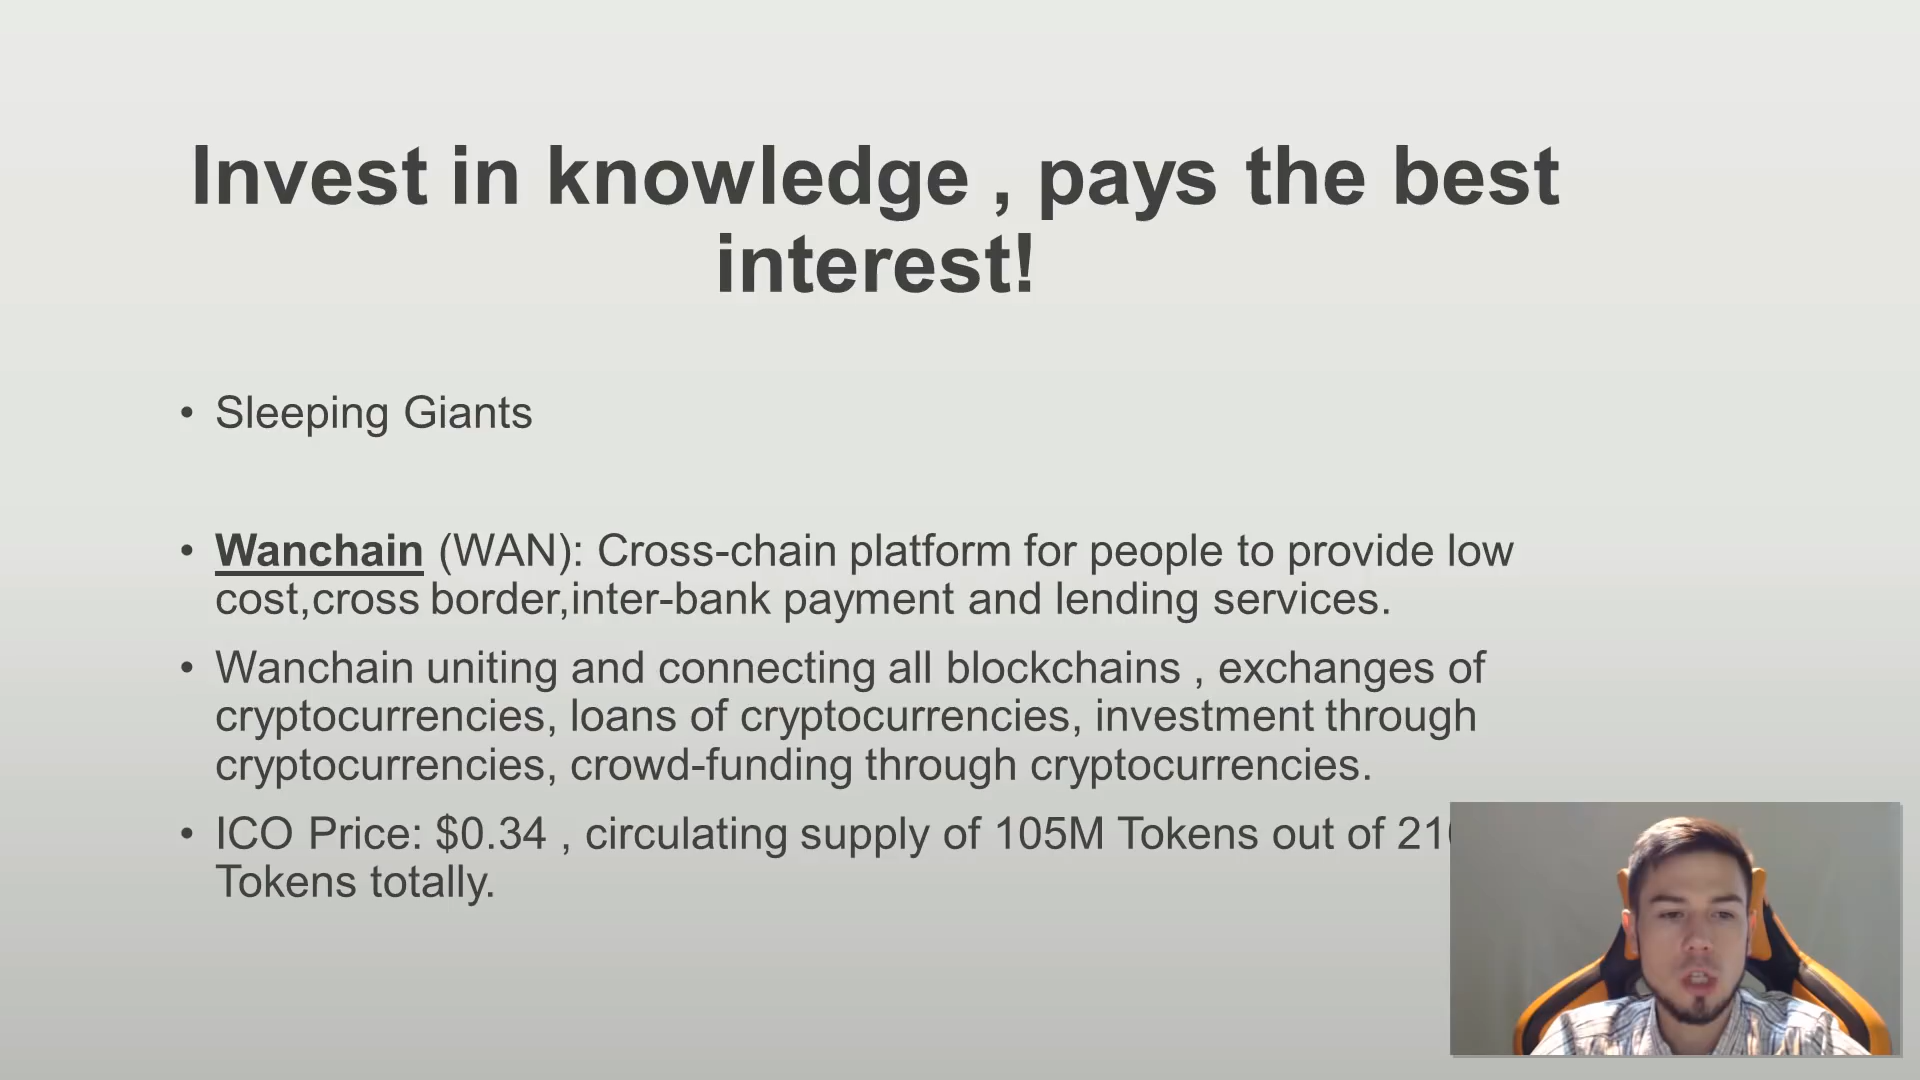 Invest in knowledge , pays the best
interest!
• Sleeping Giants
• Wanchain (WAN): Cross-chain platform for people to provide low
cost,cross border,inter-bank payment and lending services.
• Wanchain uniting and connecting all blockchains , exchanges of
cryptocurrencies, loans of cryptocurrencies, investment through
cryptocurrencies, crowd-funding through cryptocurrencies.
• ICO Price: $0.34 , circulating supply of 105M Tokens out of
Tokens totally.